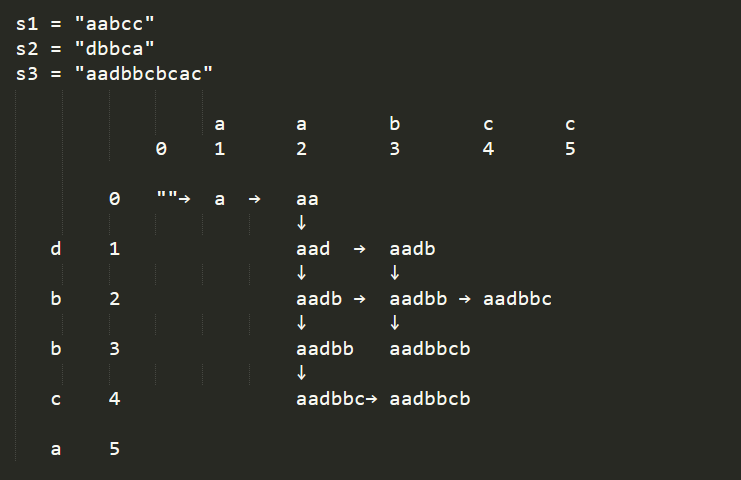 s1 = "aabcc"
s2 = "dbbca"
s3 = "aadbbcbcac"
a a b c c
0 1 2 3 4 5
0 ""→ a → aa
↓
d 1 aad → aadb
↓ ↓
b 2 aadb → aadbb → aadbbc
↓ ↓
b 3 aadbb aadbbcb
↓
c 4 aadbbc→ aadbbcb
a 5